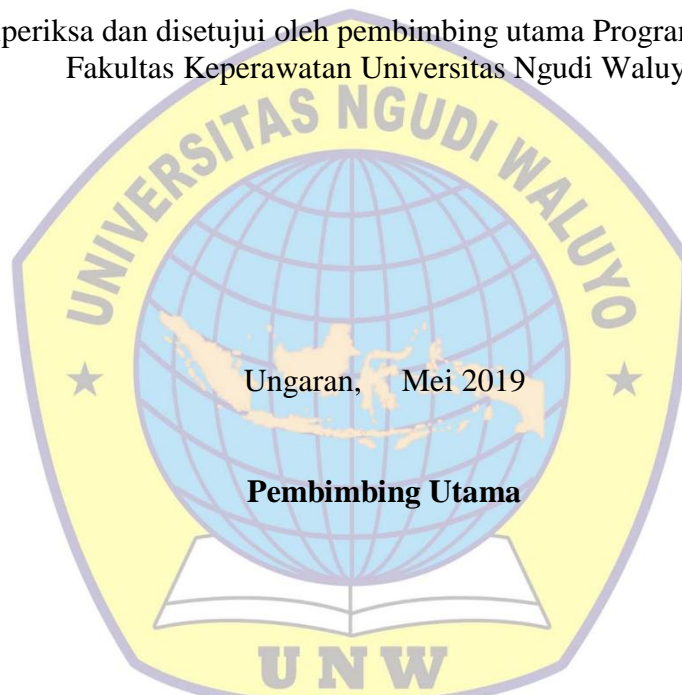 iperiksa dan disetujui oleh pembimbing utama Program
Fakultas Keperawatan Universitas Ngudi Waluy
UNIVERSITAS NGUDI WALUYO
Ungaran, Mei 2019
Pembimbing Utama
UNW